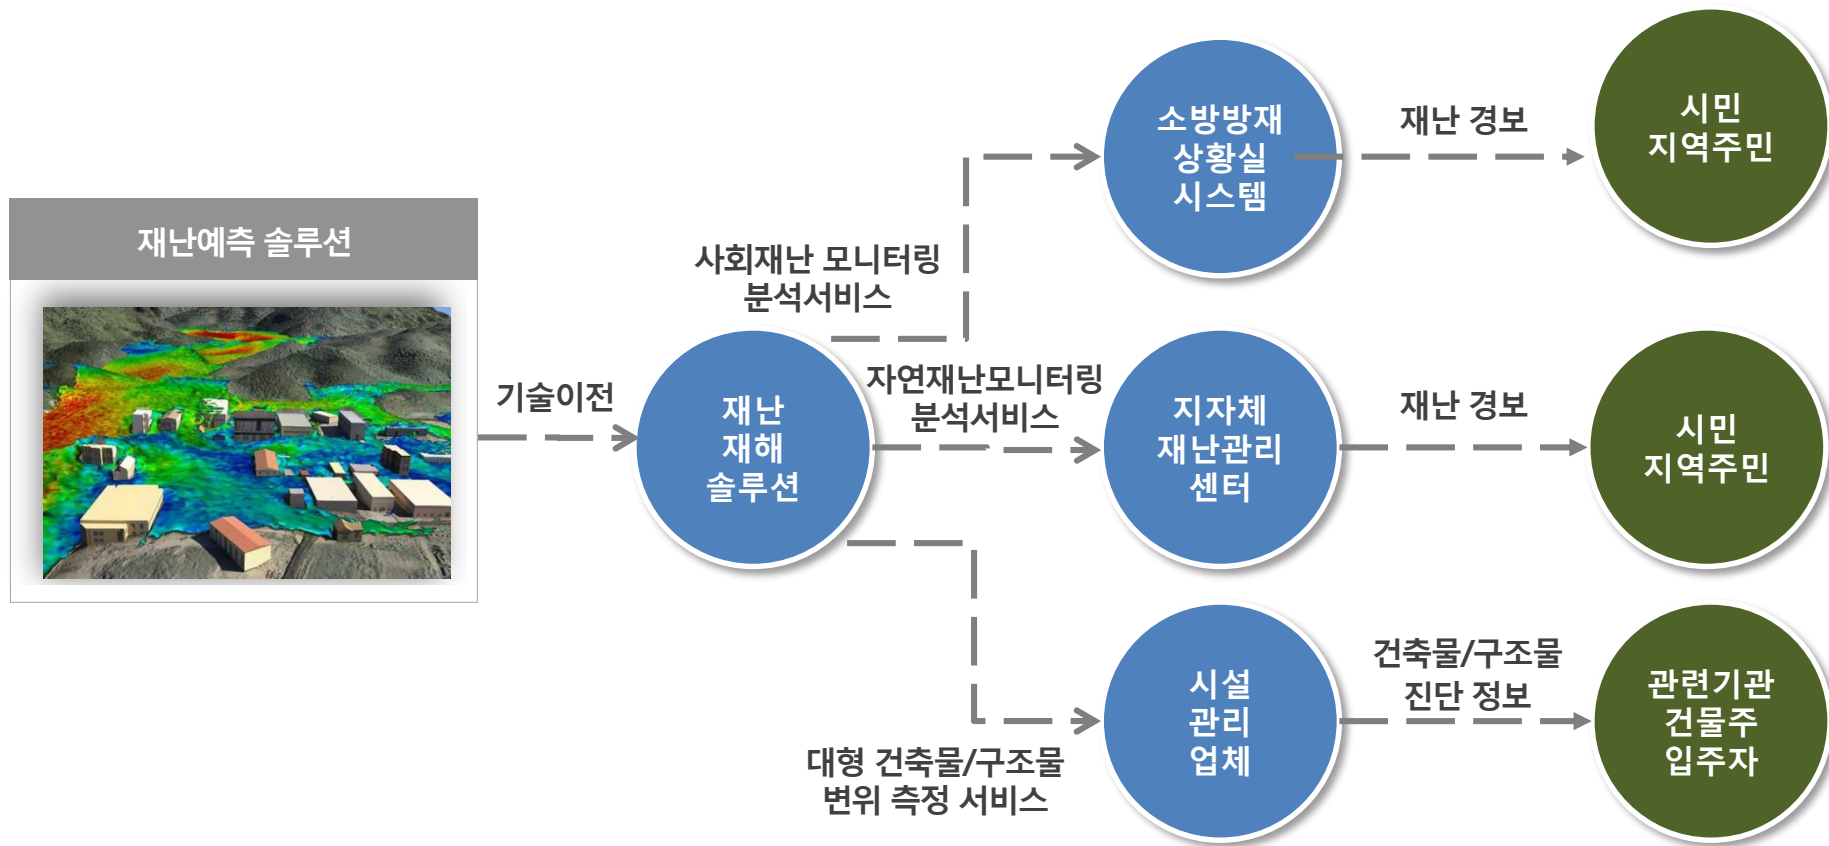 재난예측 솔루션
기술이전
재난
재해
솔루션
사회재난 모니터링
분석서비스
소방방재
상황실
시스템
재난 경보
시민
지역주민
자연재난모니터링
분석서비스
지자체
재난관리
센터
재난 경보
시민
지역주민
대형 건축물/구조물
변위 측정 서비스
시설
관리
업체
건축물/구조물
진단 정보
관련기관
건물주
입주자